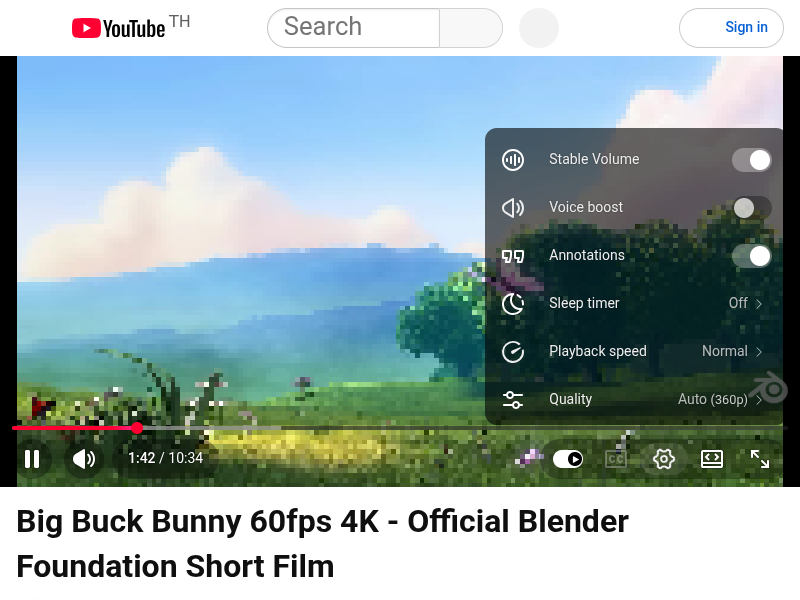 YouTube TH
Search
Sign in
Stable Volume
Voice boost
Annotations
Sleep timer Off
Playback speed Normal
Quality Auto (360p)
1:42 / 10:34
CC
Big Buck Bunny 60fps 4K - Official Blender
Foundation Short Film